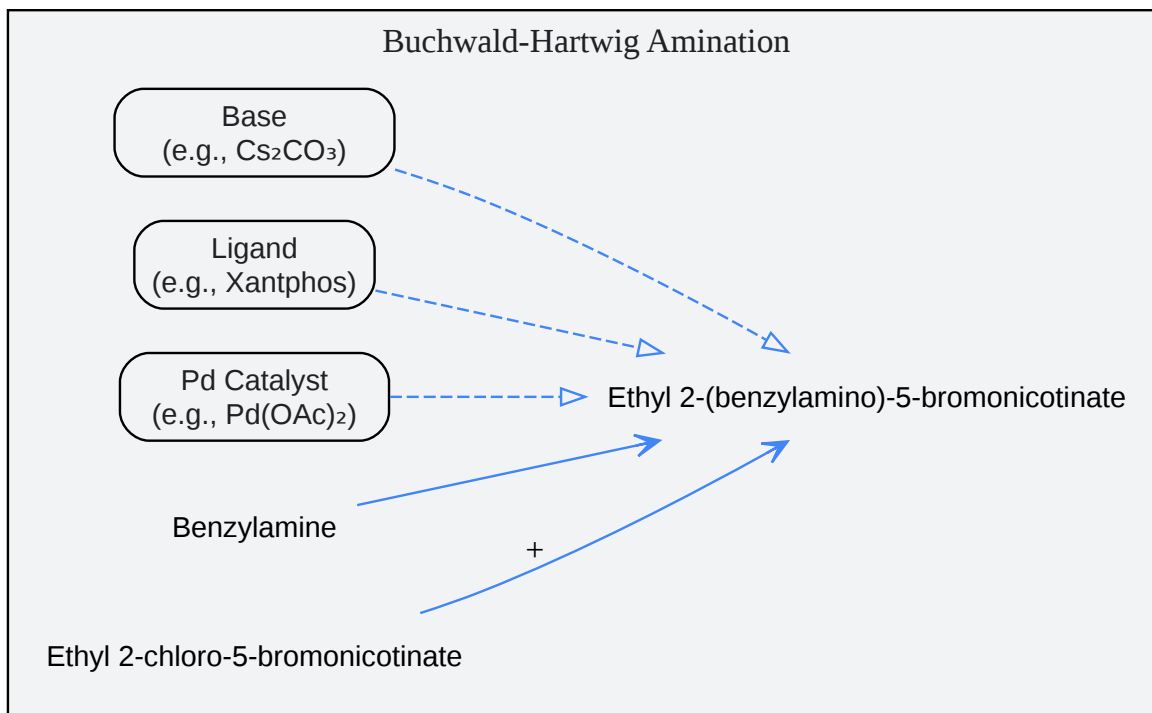 Buchwald-Hartwig Amination
Base
(e.g., Cs₂CO₃)
Ligand
(e.g., Xantphos)
Pd Catalyst
(e.g., Pd(OAc)₂)
Ethyl 2-(benzylamino)-5-bromonicotinate
Benzylamine
+
Ethyl 2-chloro-5-bromonicotinate